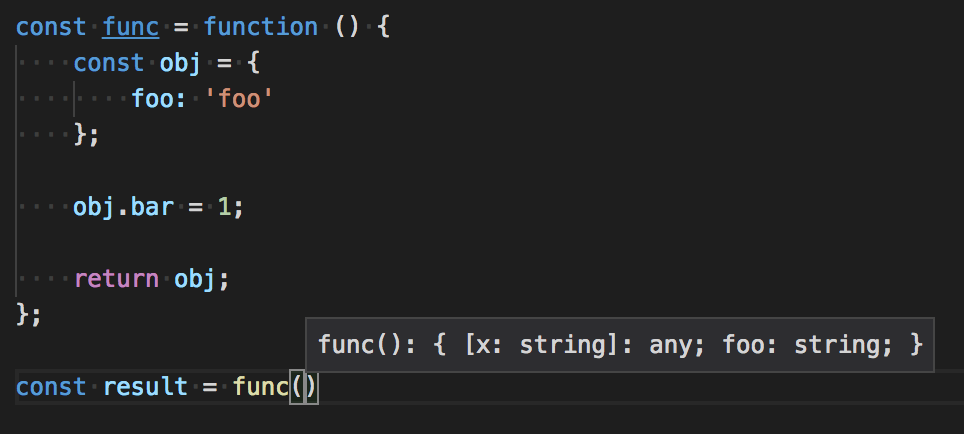 const func = function () {
    const obj = {
        foo: 'foo'
    };
    obj.bar = 1;
    return obj;
};
func(): { [x: string]: any; foo: string; }
const result = func()